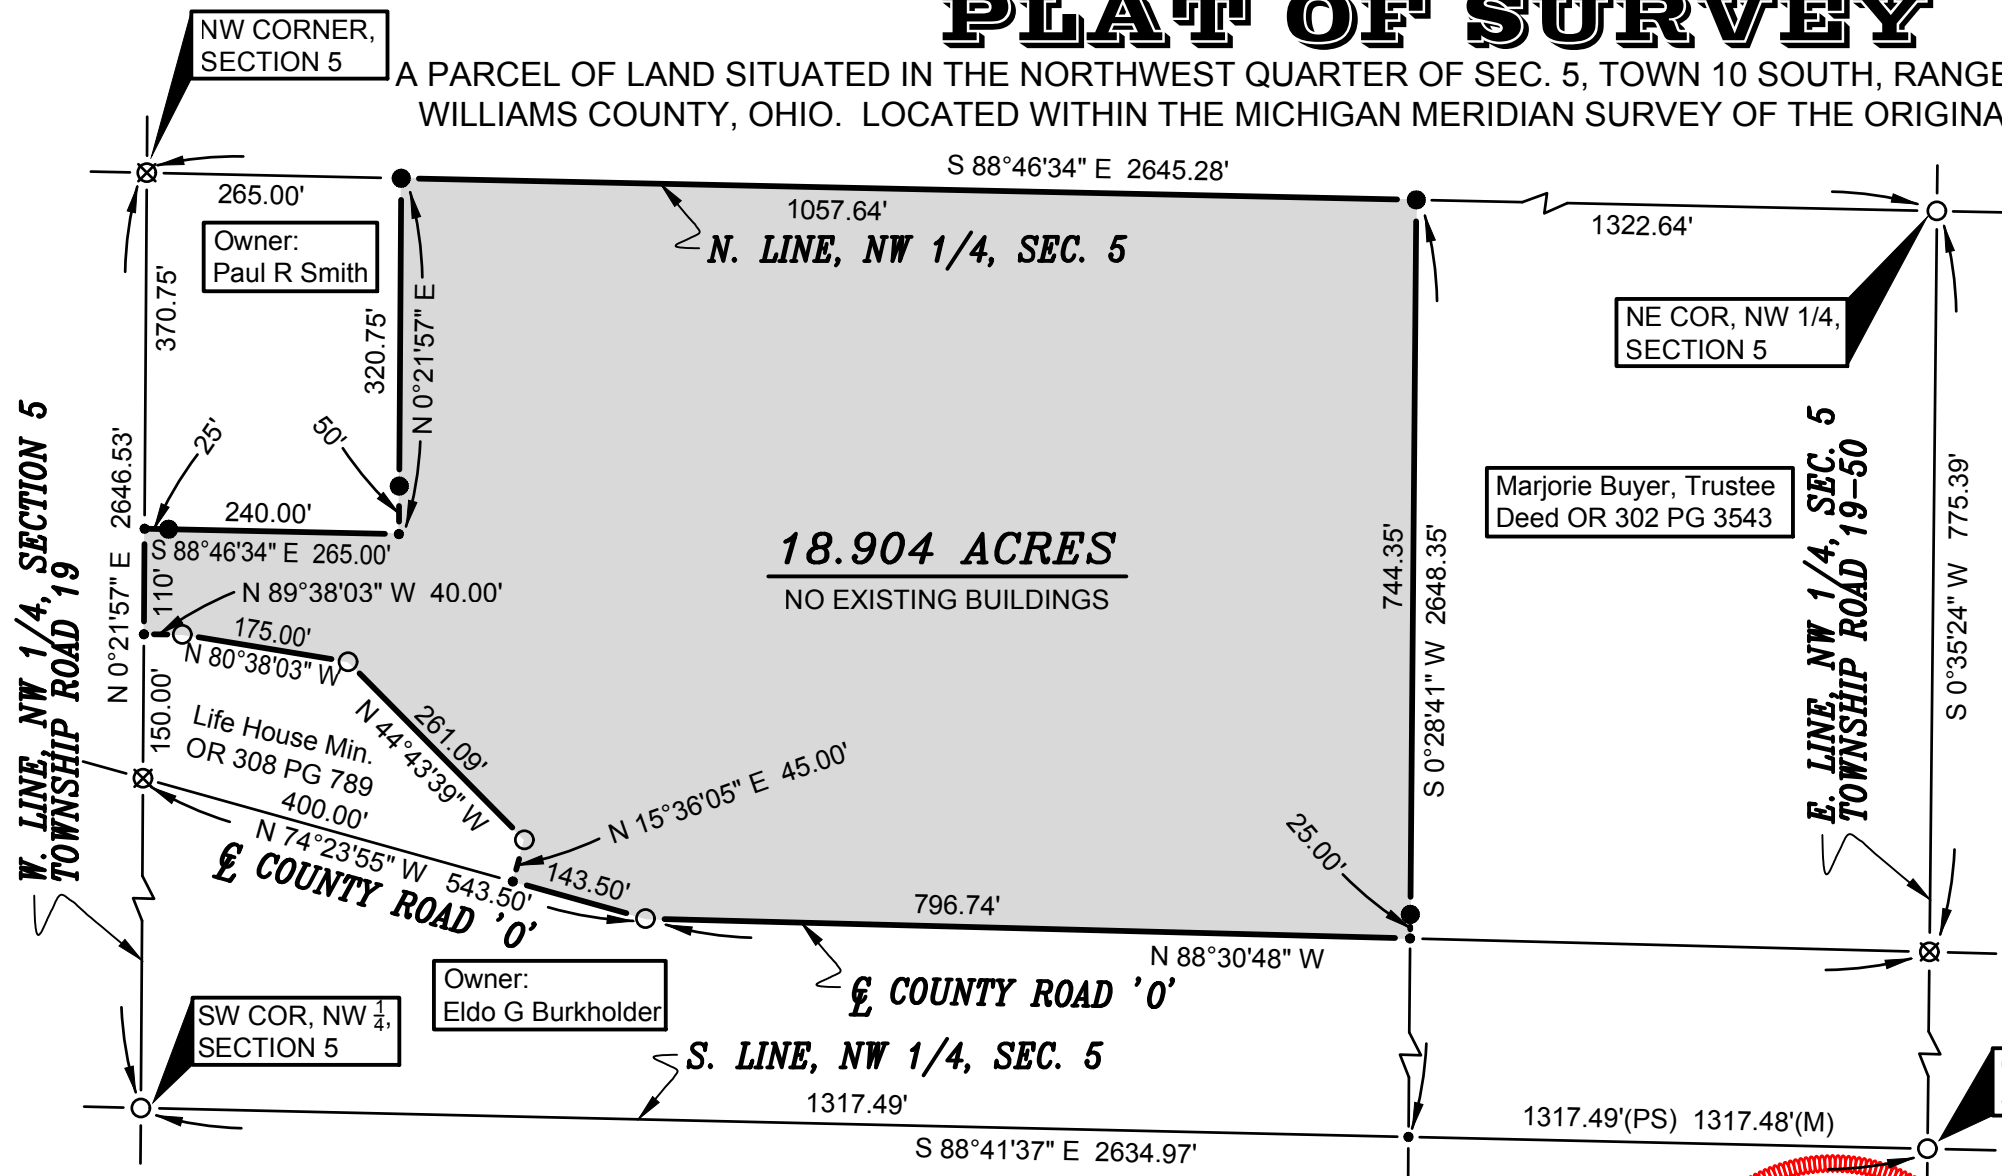 PLAT OF SURVEY
A PARCEL OF LAND SITUATED IN THE NORTHWEST QUARTER OF SEC. 5, TOWN 10 SOUTH, RANGE
WILLIAMS COUNTY, OHIO.  LOCATED WITHIN THE MICHIGAN MERIDIAN SURVEY OF THE ORIGINA
NW CORNER,
SECTION 5
S 88°46'34" E  2645.28'
265.00'
1057.64'
1322.64'
N. LINE, NW 1/4, SEC. 5
Owner:
Paul R Smith
370.75'
320.75'
N 0°21'57" E
NE COR, NW 1/4,
SECTION 5
25'
50'
240.00'
S 88°46'34" E  265.00'
N 0°21'57" E  2646.53'
110'
N 89°38'03" W  40.00'
175.00'
N 80°38'03" W
150.00'
W. LINE, NW 1/4, SECTION 5
TOWNSHIP ROAD 19
18.904 ACRES
NO EXISTING BUILDINGS
744.35'
S 0°28'41" W  2648.35'
Marjorie Buyer, Trustee
Deed OR 302 PG 3543
E. LINE, NW 1/4, SEC. 5
TOWNSHIP ROAD 19-50
S 0°35'24" W  775.39'
Life House Min.
OR 308 PG 789
400.00'
N 74°23'55" W  543.50'
℄ COUNTY ROAD 'O'
261.09'
N 44°43'39" W
N 15°36'05" E  45.00'
143.50'
796.74'
25.00'
N 88°30'48" W
℄ COUNTY ROAD 'O'
Owner:
Eldo G Burkholder
SW COR, NW 1/4,
SECTION 5
S. LINE, NW 1/4, SEC. 5
1317.49'
1317.49'(PS)  1317.48'(M)
S 88°41'37" E  2634.97'